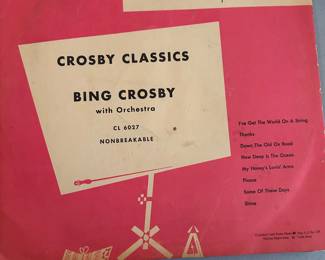 CROSBY CLASSICS
BING CROSBY
with Orchestra
CL 6027
NONBREAKABLE
I've Got The World On A String
Thanks
Down The Old Ox Road
How Deep Is The Ocean
My Honey's Lovin' Arms
Please
Some Of These Days
Shine